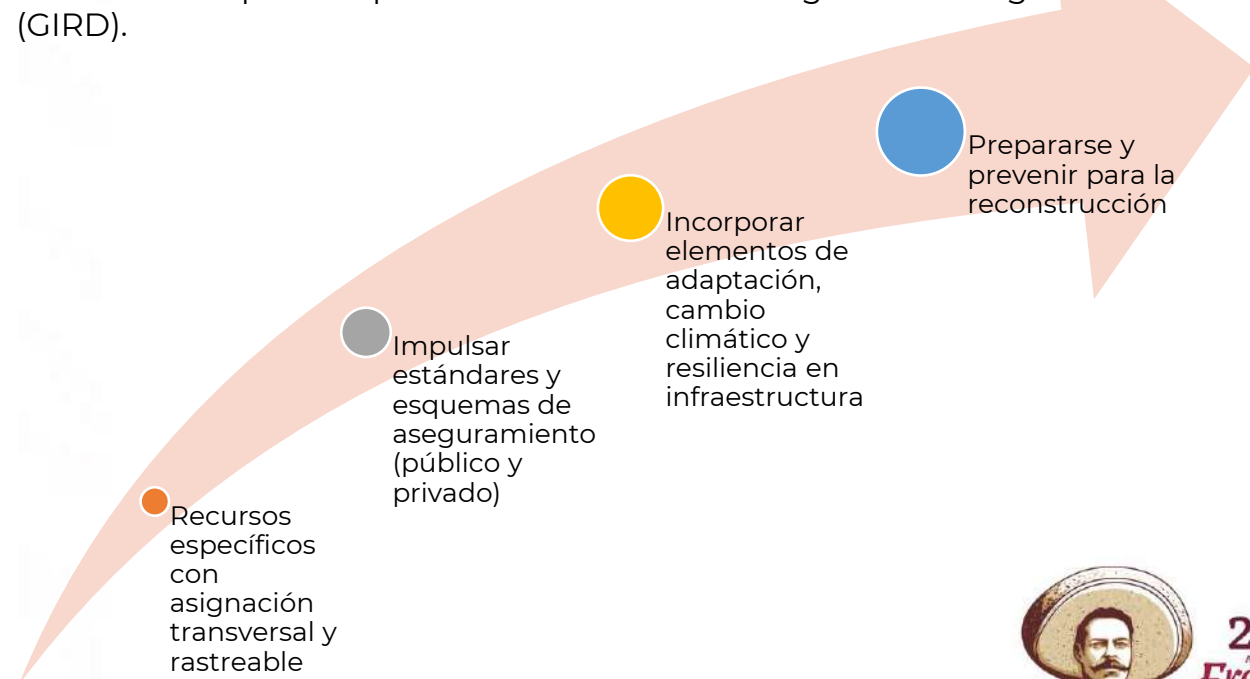 (GIRD).
Prepararse y
prevenir para la
reconstrucción
Incorporar
elementos de
adaptación,
cambio
climático y
resiliencia en
infraestructura
Impulsar
estándares y
esquemas de
aseguramiento
(público y
privado)
Recursos
específicos
con
asignación
transversal y
rastreable
2